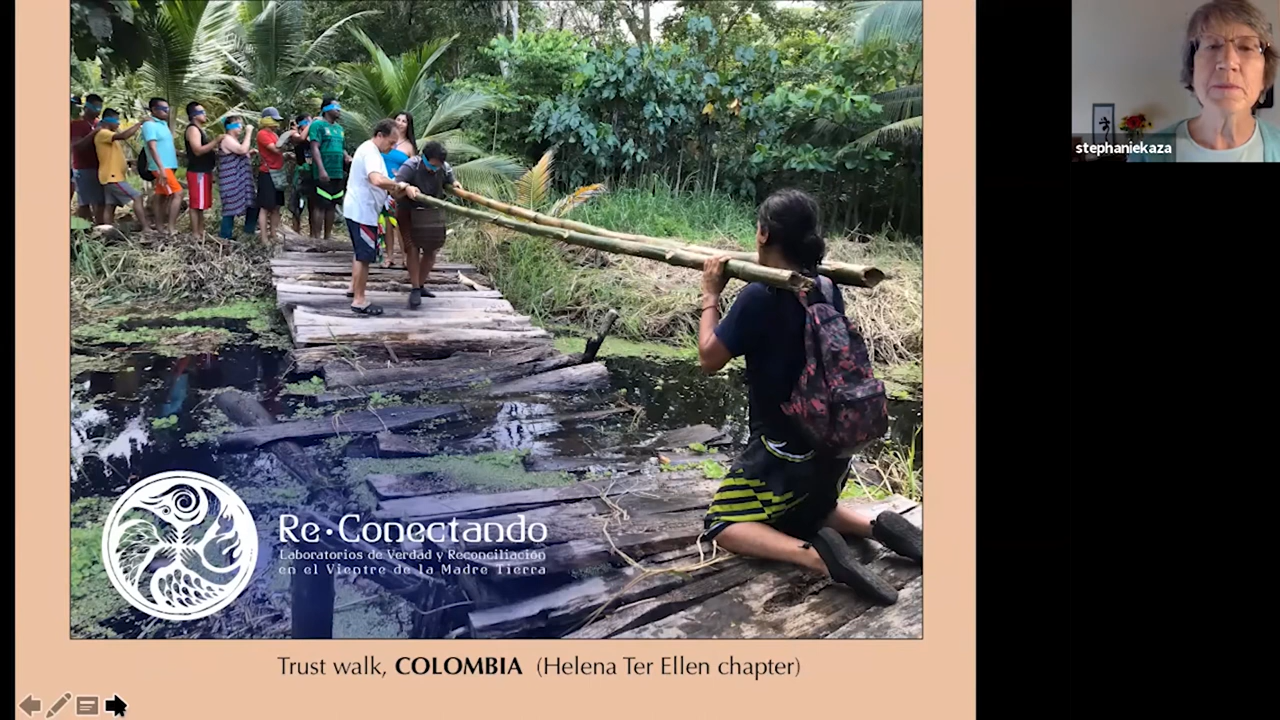 stephaniekaza
Re·Conectando
Laboratorios de Verdad y Reconciliación
en el Vientre de la Madre Tierra
Trust walk, COLOMBIA (Helena Ter Ellen chapter)